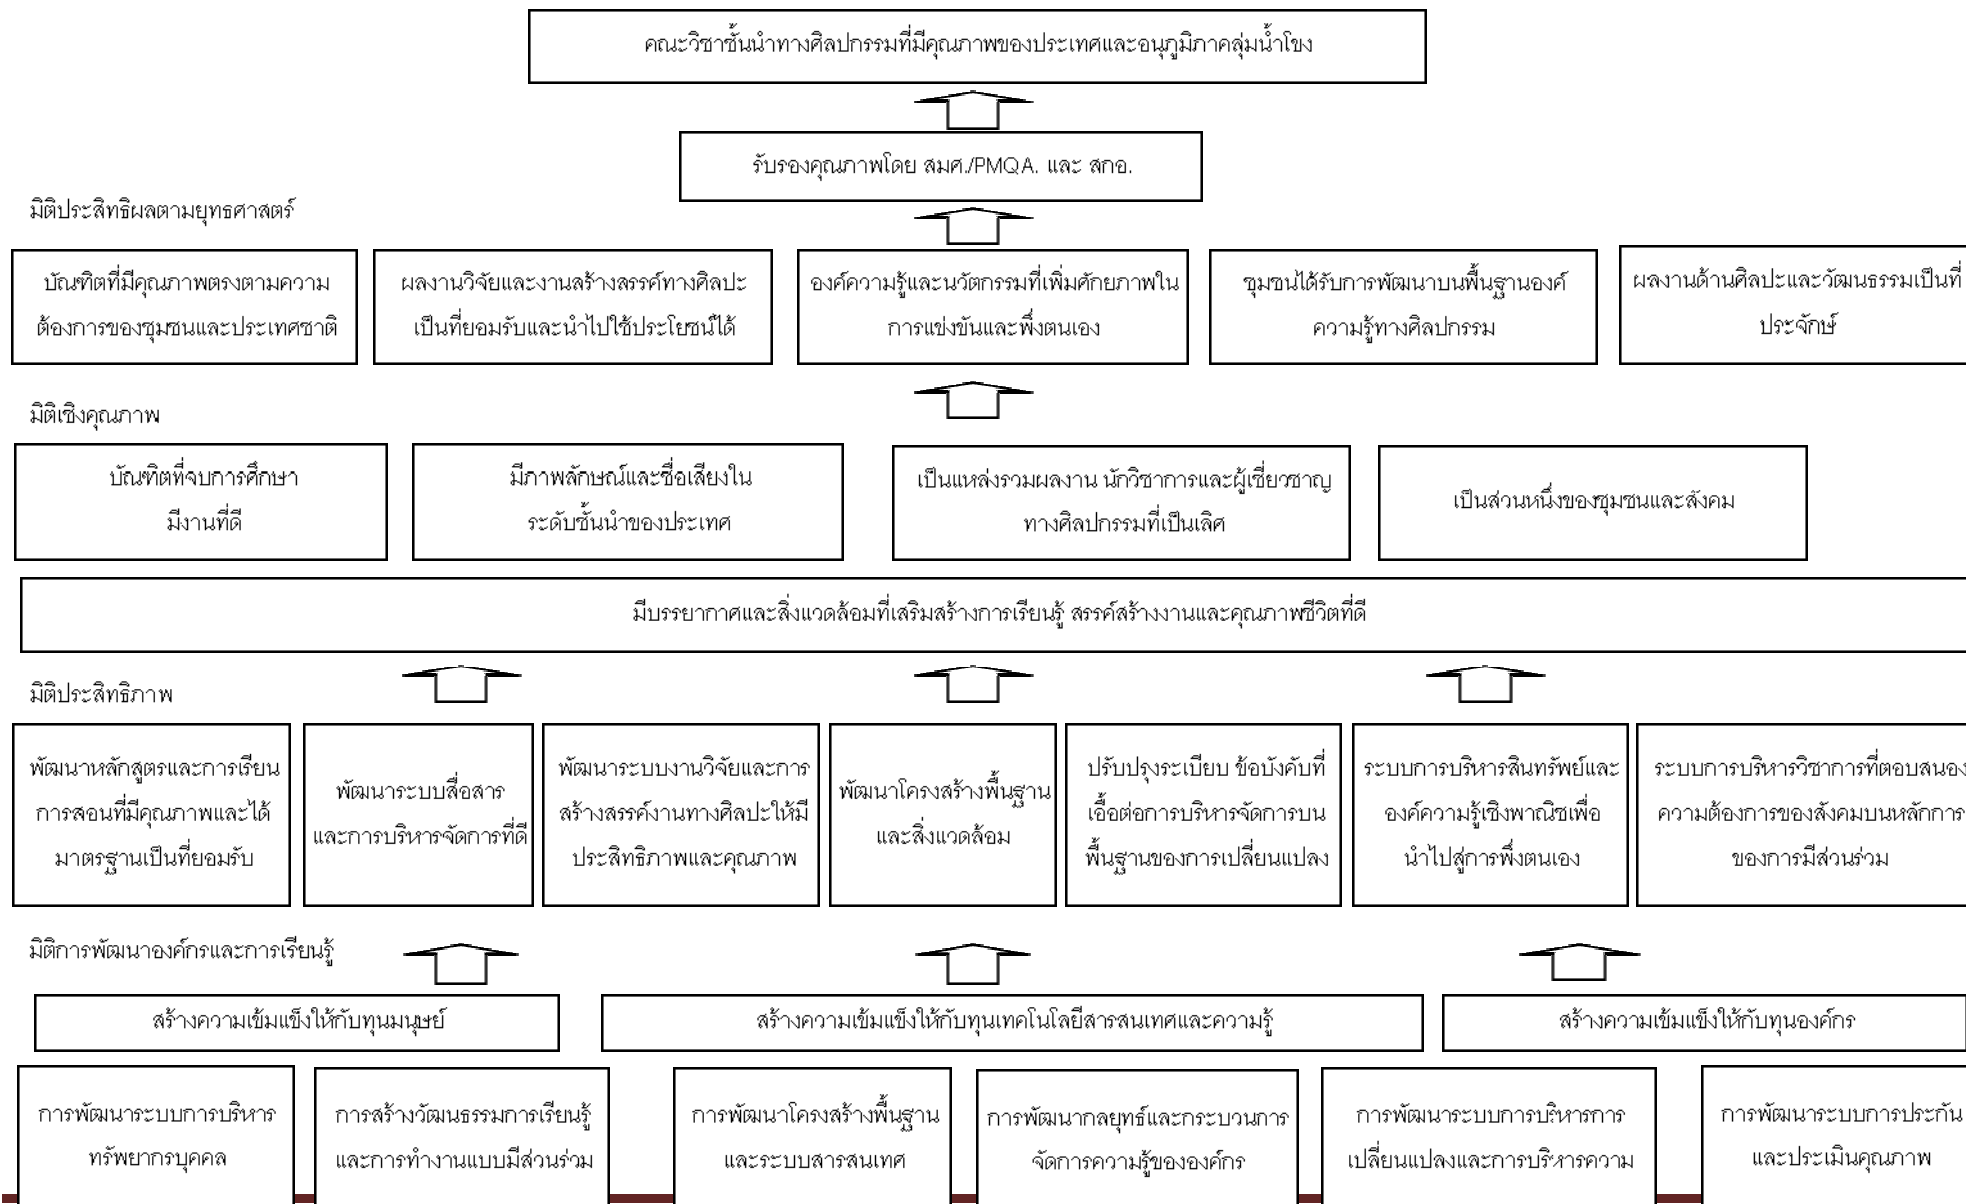 คณะวิชาชั้นนำทางศิลปกรรมที่มีคุณภาพของประเทศและอนุภูมิภาคลุ่มน้ำโขง
รับรองคุณภาพโดย สมศ./PMQA. และ สกอ.
มิติประสิทธิผลตามยุทธศาสตร์
บัณฑิตที่มีคุณภาพตรงตามความ
ต้องการของชุมชนและประเทศชาติ
ผลงานวิจัยและงานสร้างสรรค์ทางศิลปะ
เป็นที่ยอมรับและนำไปใช้ประโยชน์ได้
องค์ความรู้และนวัตกรรมที่เพิ่มศักยภาพใน
การแข่งขันและพึ่งตนเอง
ชุมชนได้รับการพัฒนาบนพื้นฐานองค์
ความรู้ทางศิลปกรรม
ผลงานด้านศิลปะและวัฒนธรรมเป็นที่
ประจักษ์
มิติเชิงคุณภาพ
บัณฑิตที่จบการศึกษา
มีงานที่ดี
มีภาพลักษณ์และชื่อเสียงใน
ระดับชั้นนำของประเทศ
เป็นแหล่งรวมผลงาน นักวิชาการและผู้เชี่ยวชาญ
ทางศิลปกรรมที่เป็นเลิศ
เป็นส่วนหนึ่งของชุมชนและสังคม
มีบรรยากาศและสิ่งแวดล้อมที่เสริมสร้างการเรียนรู้ สรรค์สร้างงานและคุณภาพชีวิตที่ดี
มิติประสิทธิภาพ
พัฒนาหลักสูตรและการเรียน
การสอนที่มีคุณภาพและได้
มาตรฐานเป็นที่ยอมรับ
พัฒนาระบบสื่อสาร
และการบริหารจัดการที่ดี
พัฒนาระบบงานวิจัยและการ
สร้างสรรค์งานทางศิลปะให้มี
ประสิทธิภาพและคุณภาพ
พัฒนาโครงสร้างพื้นฐาน
และสิ่งแวดล้อม
ปรับปรุงระเบียบ ข้อบังคับที่
เอื้อต่อการบริหารจัดการบน
พื้นฐานของการเปลี่ยนแปลง
ระบบการบริหารสินทรัพย์และ
องค์ความรู้เชิงพาณิชเพื่อ
นำไปสู่การพึ่งตนเอง
ระบบการบริหารวิชาการที่ตอบสนอง
ความต้องการของสังคมบนหลักการ
ของการมีส่วนร่วม
มิติการพัฒนาองค์กรและการเรียนรู้
สร้างความเข้มแข็งให้กับทุนมนุษย์
สร้างความเข้มแข็งให้กับทุนเทคโนโลยีสารสนเทศและความรู้
สร้างความเข้มแข็งให้กับทุนองค์กร
การพัฒนาระบบการบริหาร
ทรัพยากรบุคคล
การสร้างวัฒนธรรมการเรียนรู้
และการทำงานแบบมีส่วนร่วม
การพัฒนาโครงสร้างพื้นฐาน
และระบบสารสนเทศ
การพัฒนากลยุทธ์และกระบวนการ
จัดการความรู้ขององค์กร
การพัฒนาระบบการบริหารการ
เปลี่ยนแปลงและการบริหารความ
การพัฒนาระบบการประกัน
และประเมินคุณภาพ